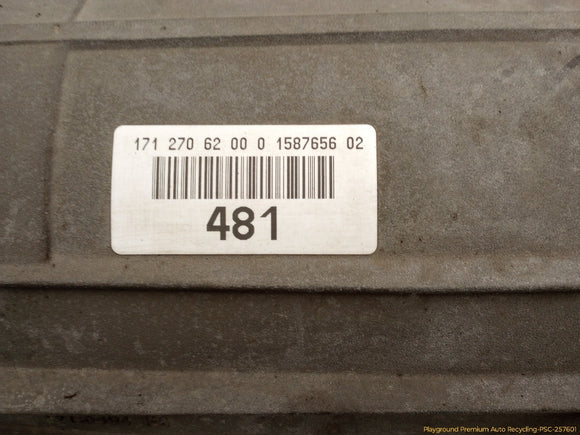 171 270 62 00 0 1587656 02
481
Playground Premium Auto Recycling-PSC-257601